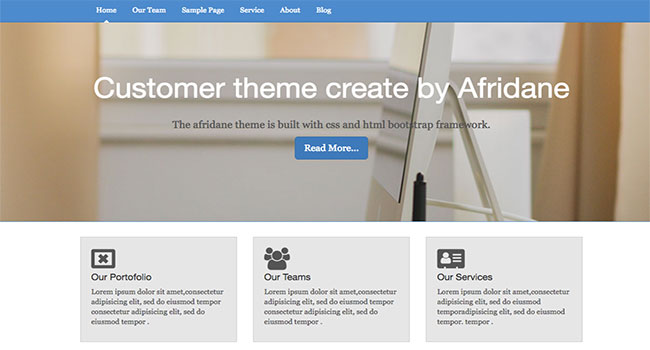 Home Our Team Sample Page Service About Blog
Customer theme create by Afridane
The afridane theme is built with css and html bootstrap framework.
Read More...
Our Portofolio
Lorem ipsum dolor sit amet,consectetur
adipisicing elit, sed do eiusmod tempor
consectetur adipisicing elit, sed do
eiusmod tempor .
Our Teams
Lorem ipsum dolor sit amet,consectetur
adipisicing elit, sed do eiusmod tempor
consectetur adipisicing elit, sed do
eiusmod tempor .
Our Services
Lorem ipsum dolor sit amet,consectetur
adipisicing elit, sed do eiusmod
temporadipisicing elit, sed do eiusmod
tempor. tempor .